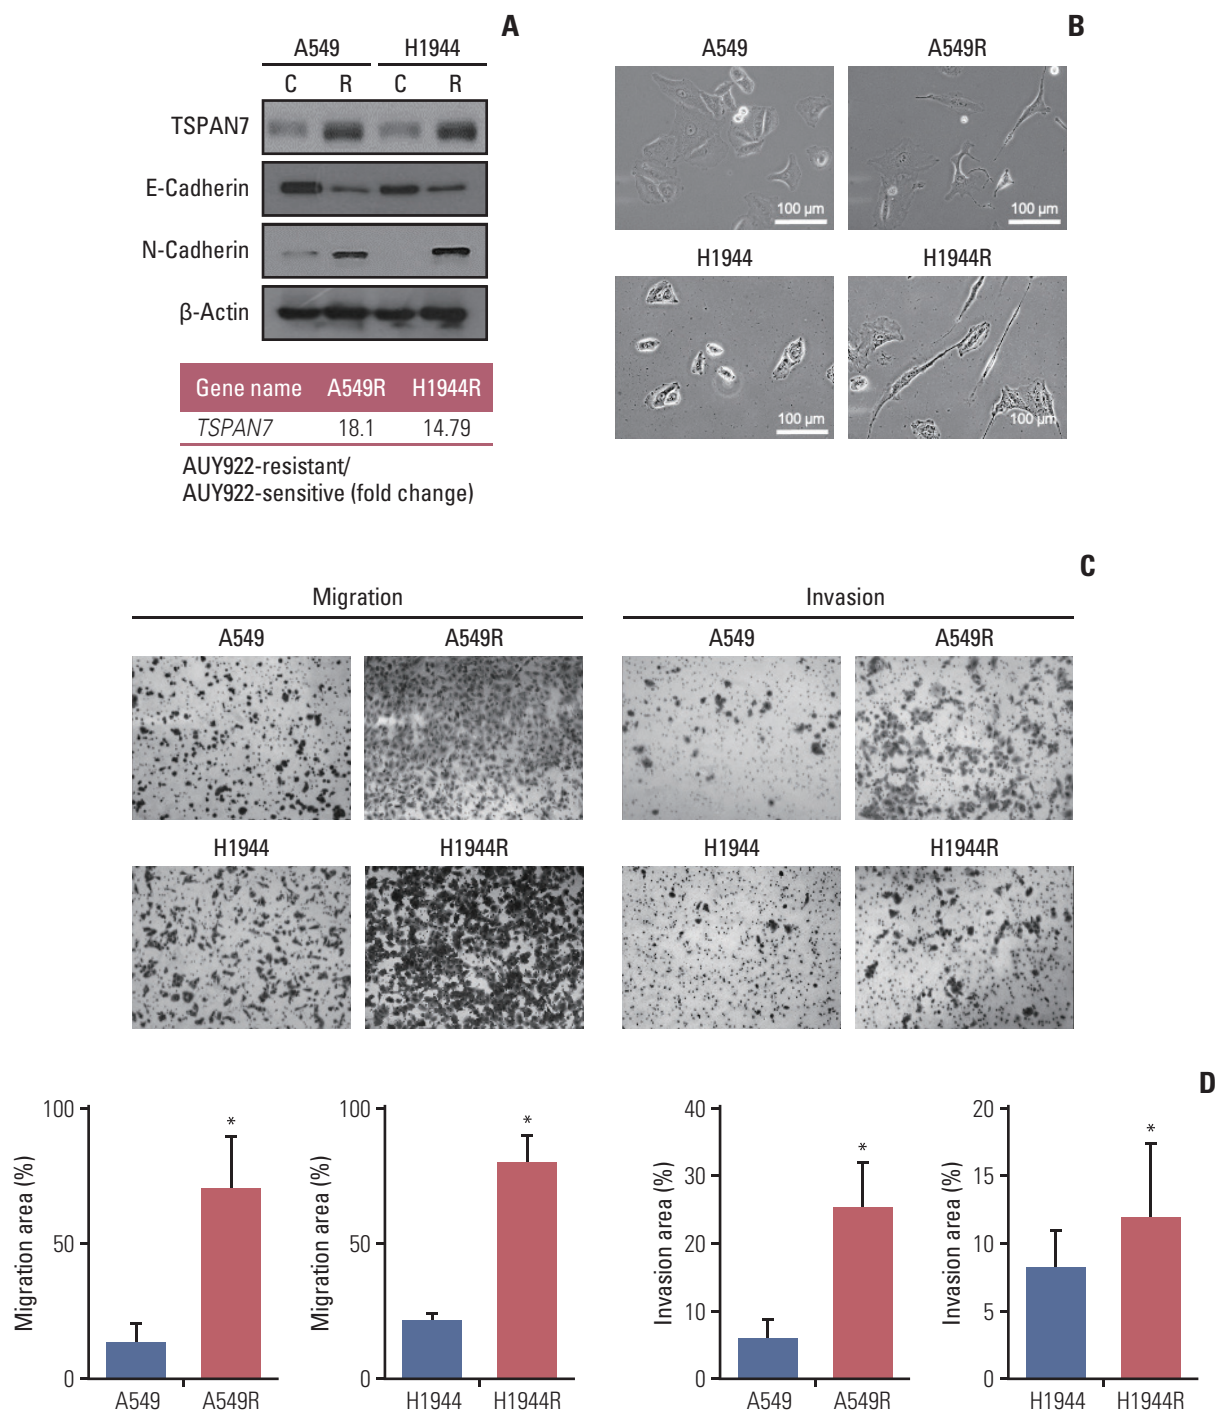 A
A549 H1944
C R C R
TSPAN7
E-Cadherin
N-Cadherin
β-Actin
Gene name A549R H1944R
TSPAN7 18.1 14.79
AUY922-resistant/
AUY922-sensitive (fold change)
B
A549 A549R
100 µm 100 µm
H1944 H1944R
100 µm 100 µm
C
Migration Invasion
A549 A549R A549 A549R
H1944 H1944R H1944 H1944R
D
Migration area (%)
100
50
0
*
A549 A549R
Migration area (%)
100
50
0
*
H1944 H1944R
Invasion area (%)
40
30
20
10
0
*
A549 A549R
Invasion area (%)
20
15
10
5
0
*
H1944 H1944R